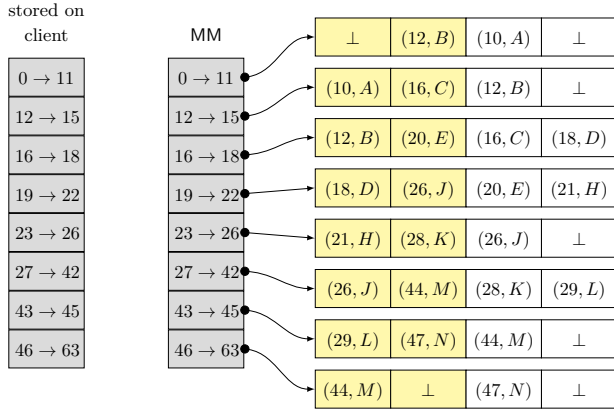 stored on
client
MM
0 → 11
12 → 15
16 → 18
19 → 22
23 → 26
27 → 42
43 → 45
46 → 63
0 → 11
12 → 15
16 → 18
19 → 22
23 → 26
27 → 42
43 → 45
46 → 63
⊥ (12, B) (10, A) ⊥
(10, A) (16, C) (12, B) ⊥
(12, B) (20, E) (16, C) (18, D)
(18, D) (26, J) (20, E) (21, H)
(21, H) (28, K) (26, J) ⊥
(26, J) (44, M) (28, K) (29, L)
(29, L) (47, N) (44, M) ⊥
(44, M) ⊥ (47, N) ⊥